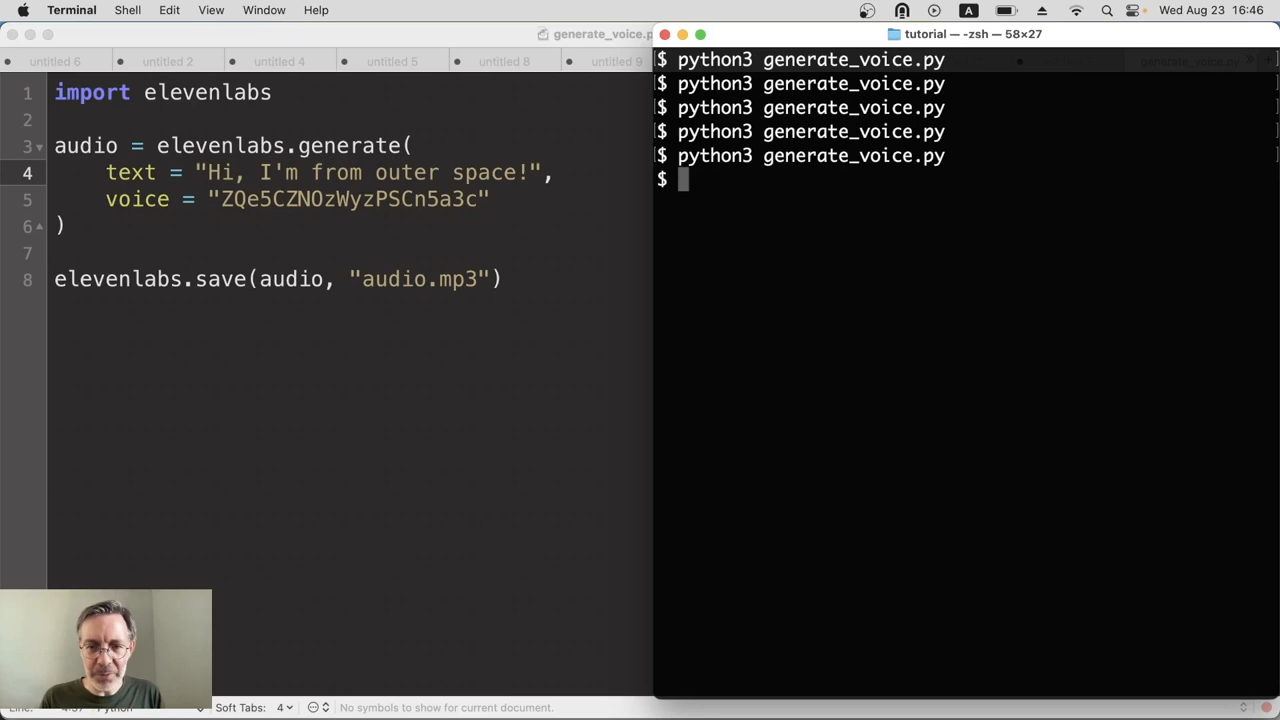 Terminal Shell Edit View Window Help
A Wed Aug 23 16:46
generate_voice.p
untitled 6 untitled 2 untitled 4 untitled 5 untitled 8 untitled 9
1 import elevenlabs
2
3 audio = elevenlabs.generate(
4 text = "Hi, I'm from outer space!",
5 voice = "ZQe5CZNOzWyzPSCn5a3c"
6 )
7
8 elevenlabs.save(audio, "audio.mp3")
Soft Tabs: 4 No symbols to show for current document.
tutorial — -zsh — 58×27
$ python3 generate_voice.py
$ python3 generate_voice.py
$ python3 generate_voice.py
$ python3 generate_voice.py
$ python3 generate_voice.py
$